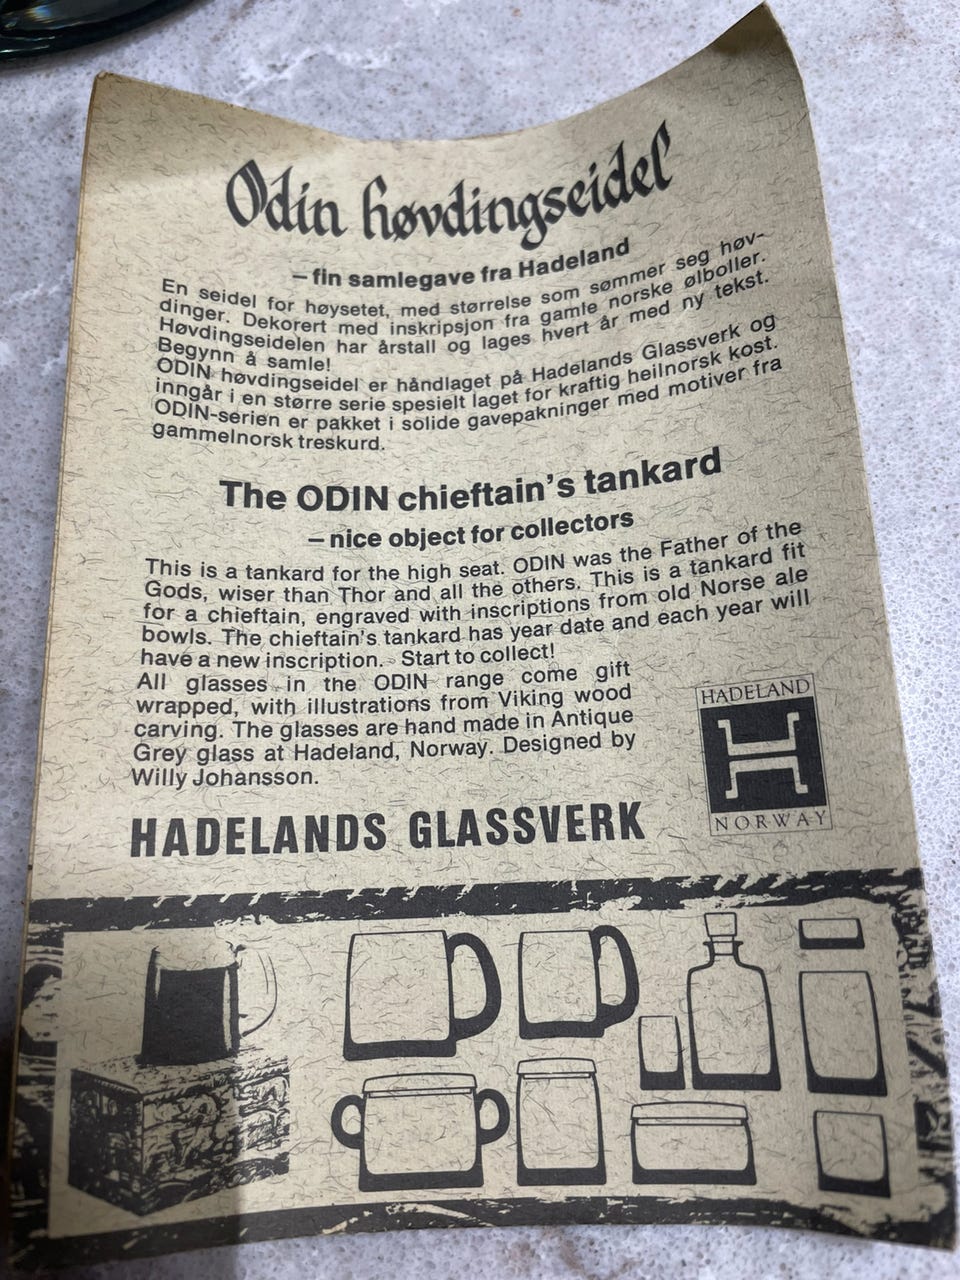 Odin høvdingseidel
– fin samlegave fra Hadeland
En seidel for høysetet, med størrelse som sømmer seg høv-
dinger. Dekorert med inskripsjon fra gamle norske ølboller.
Høvdingseidelen har årstall og lages hvert år med ny tekst.
Begynn å samle!
ODIN høvdingseidel er håndlaget på Hadelands Glassverk og
inngår i en større serie spesielt laget for kraftig heilnorsk kost.
ODIN-serien er pakket i solide gavepakninger med motiver fra
gammelnorsk treskurd.
The ODIN chieftain's tankard
– nice object for collectors
This is a tankard for the high seat. ODIN was the Father of the
Gods, wiser than Thor and all the others. This is a tankard fit
for a chieftain, engraved with inscriptions from old Norse ale
bowls. The chieftain's tankard has year date and each year will
have a new inscription. Start to collect!
All glasses in the ODIN range come gift
wrapped, with illustrations from Viking wood
carving. The glasses are hand made in Antique
Grey glass at Hadeland, Norway. Designed by
Willy Johansson.
HADELANDS GLASSVERK
HADELAND
H
NORWAY